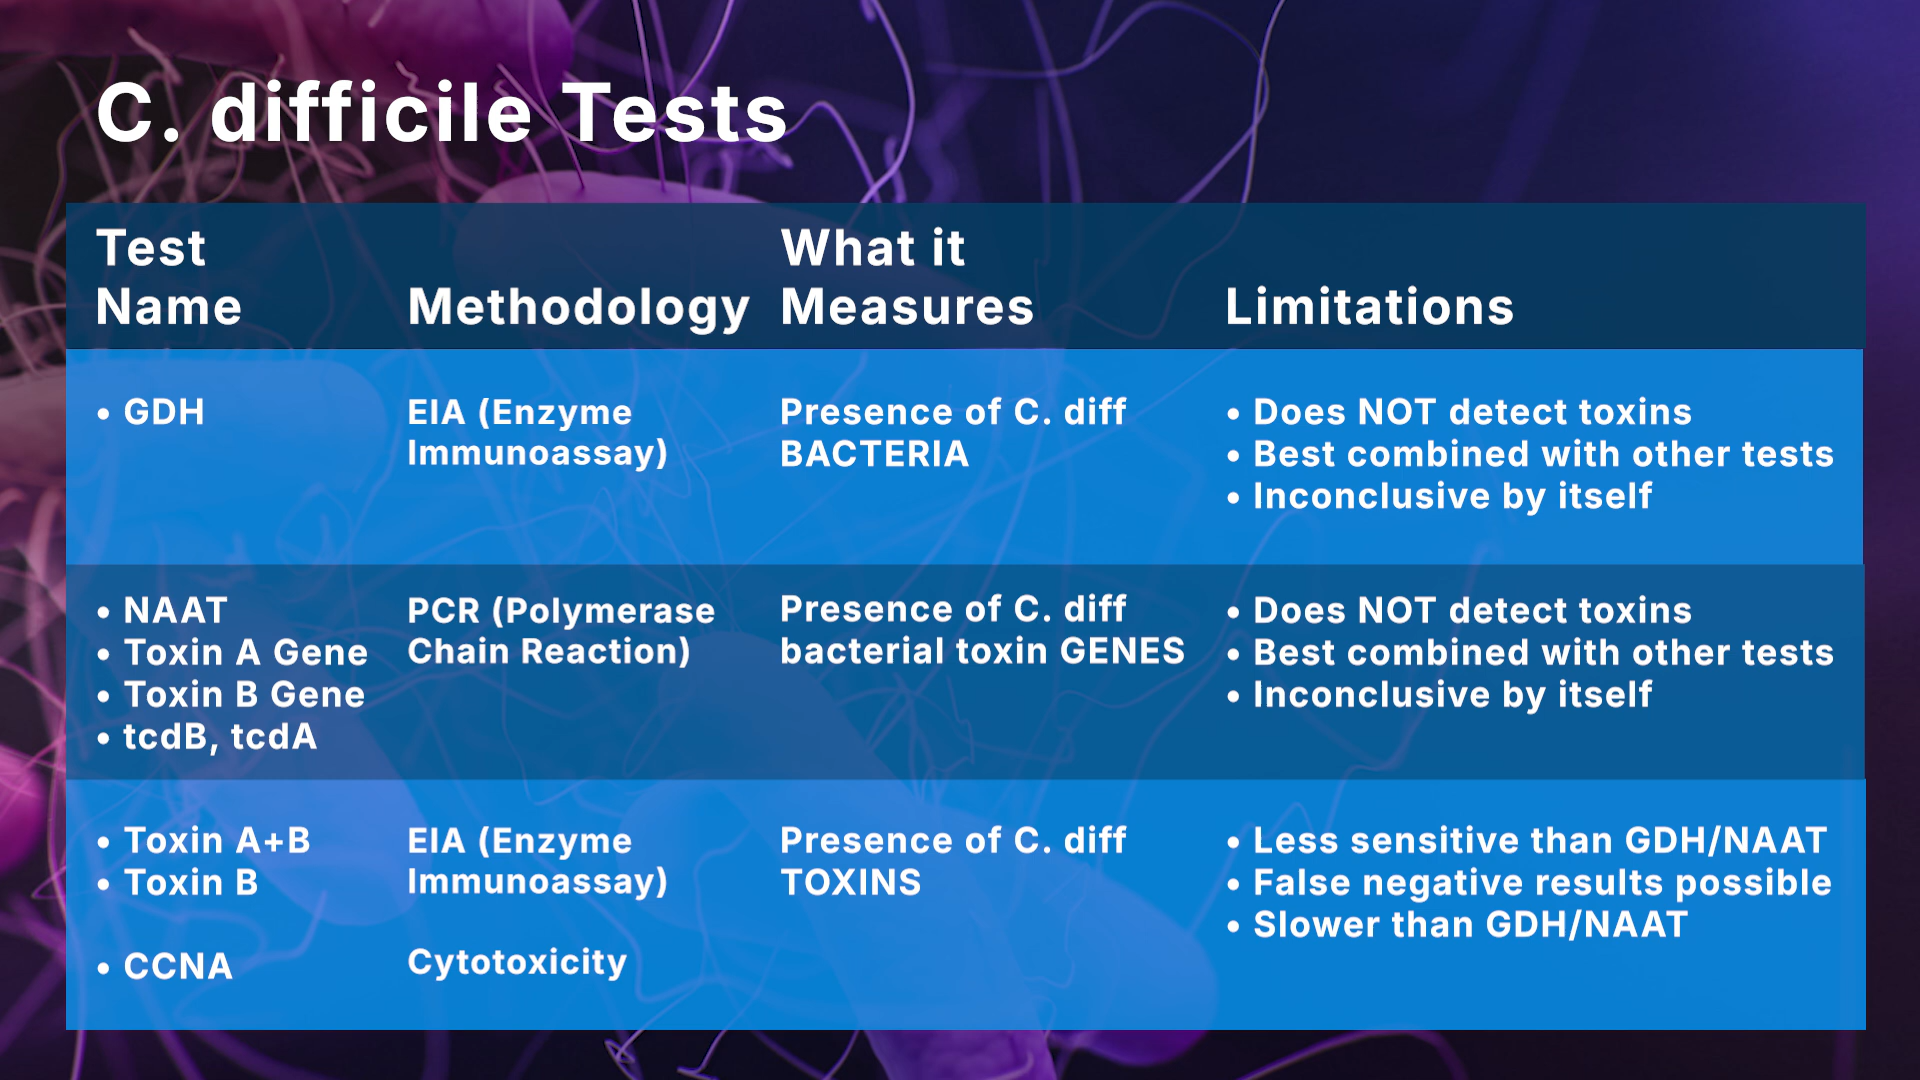 C. difficile Tests
Test
Name
Methodology
What it
Measures
Limitations
• GDH
EIA (Enzyme
Immunoassay)
Presence of C. diff
BACTERIA
• Does NOT detect toxins
• Best combined with other tests
• Inconclusive by itself
• NAAT
• Toxin A Gene
• Toxin B Gene
• tcdB, tcdA
PCR (Polymerase
Chain Reaction)
Presence of C. diff
bacterial toxin GENES
• Does NOT detect toxins
• Best combined with other tests
• Inconclusive by itself
• Toxin A+B
• Toxin B
• CCNA
EIA (Enzyme
Immunoassay)
Cytotoxicity
Presence of C. diff
TOXINS
• Less sensitive than GDH/NAAT
• False negative results possible
• Slower than GDH/NAAT